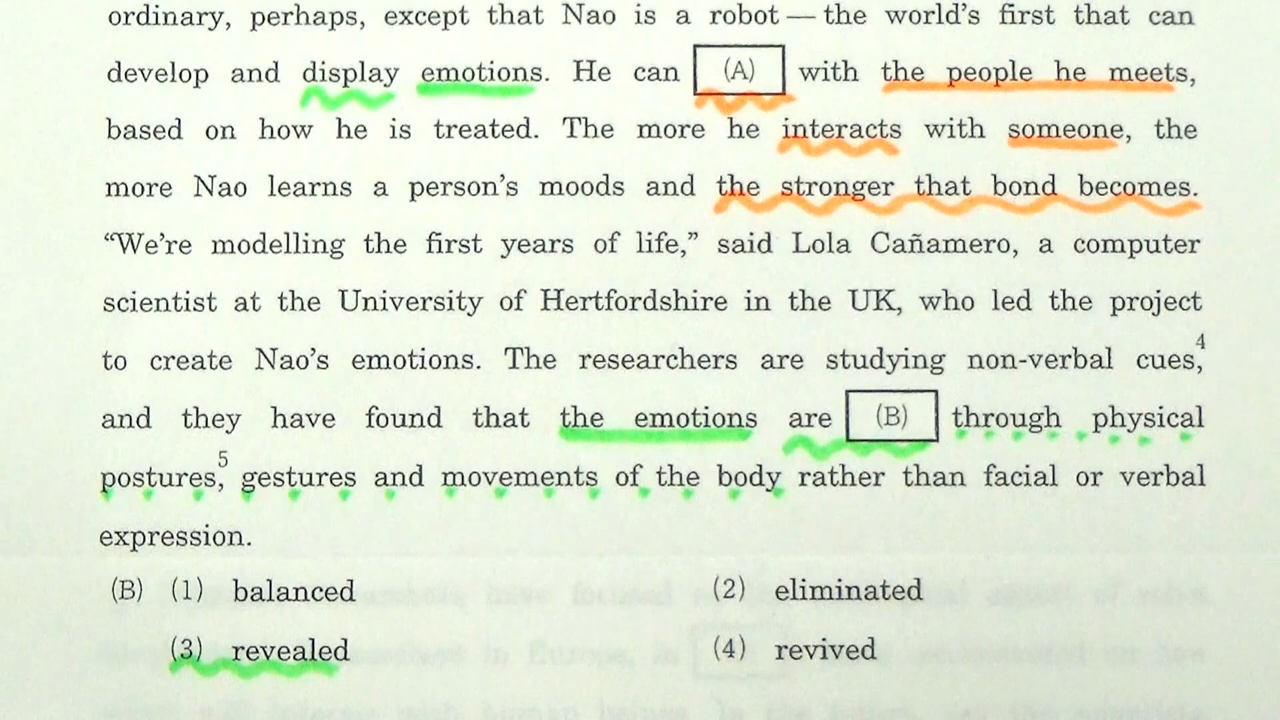 ordinary, perhaps, except that Nao is a robot — the world's first that can
develop and display emotions. He can (A) with the people he meets,
based on how he is treated. The more he interacts with someone, the
more Nao learns a person's moods and the stronger that bond becomes.
“We're modelling the first years of life,” said Lola Cañamero, a computer
scientist at the University of Hertfordshire in the UK, who led the project
to create Nao's emotions. The researchers are studying non-verbal cues,4
and they have found that the emotions are (B) through physical
postures,5 gestures and movements of the body rather than facial or verbal
expression.
(B) (1) balanced (2) eliminated
(3) revealed (4) revived